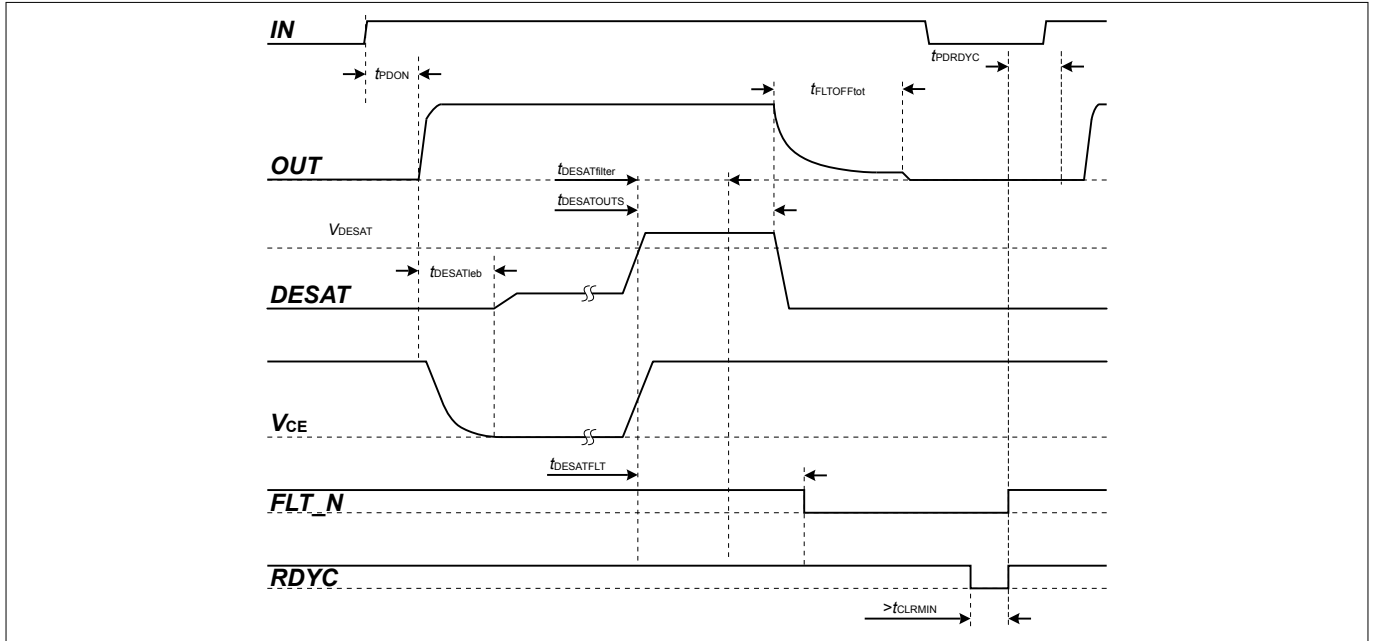 IN
tPDRDYC
tPDON
tFLTOFFtot
OUT
tDESATfilter
tDESATOUTS
VDESAT
tDESATleb
DESAT
VCE
tDESATFLT
FLT_N
RDYC
>tCLRMIN